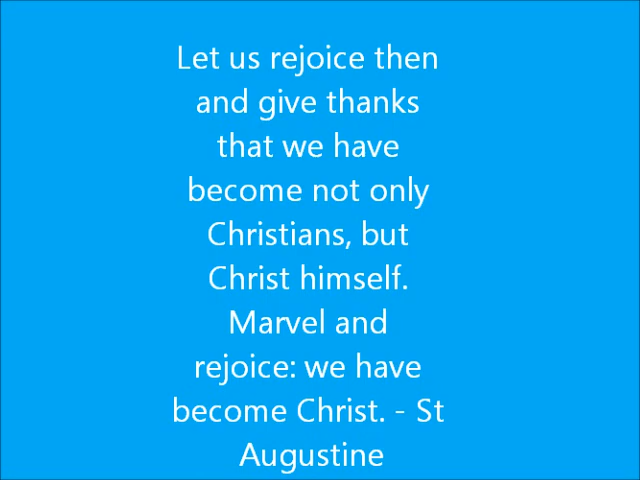 Let us rejoice then
and give thanks
that we have
become not only
Christians, but
Christ himself.
Marvel and
rejoice: we have
become Christ. - St
Augustine